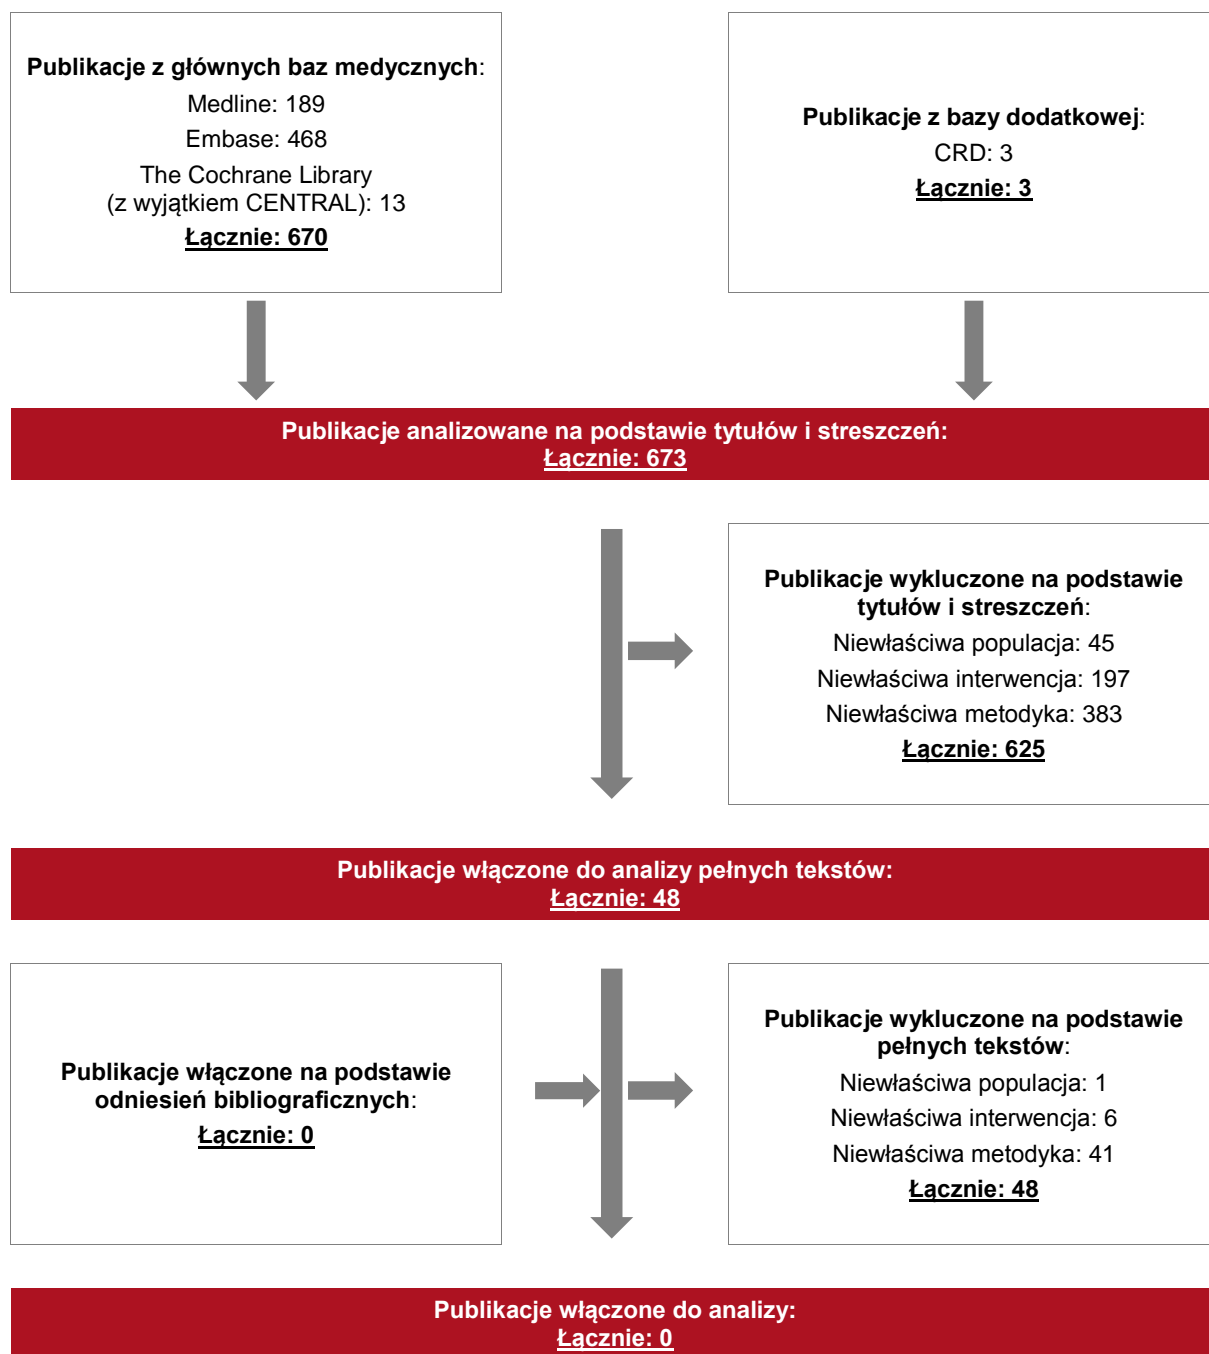 Publikacje z głównych baz medycznych:
Medline: 189
Embase: 468
The Cochrane Library
(z wyjątkiem CENTRAL): 13
Łącznie: 670
Publikacje z bazy dodatkowej:
CRD: 3
Łącznie: 3
Publikacje analizowane na podstawie tytułów i streszczeń:
Łącznie: 673
Publikacje wykluczone na podstawie
tytułów i streszczeń:
Niewłaściwa populacja: 45
Niewłaściwa interwencja: 197
Niewłaściwa metodyka: 383
Łącznie: 625
Publikacje włączone do analizy pełnych tekstów:
Łącznie: 48
Publikacje włączone na podstawie
odniesień bibliograficznych:
Łącznie: 0
Publikacje wykluczone na podstawie
pełnych tekstów:
Niewłaściwa populacja: 1
Niewłaściwa interwencja: 6
Niewłaściwa metodyka: 41
Łącznie: 48
Publikacje włączone do analizy:
Łącznie: 0